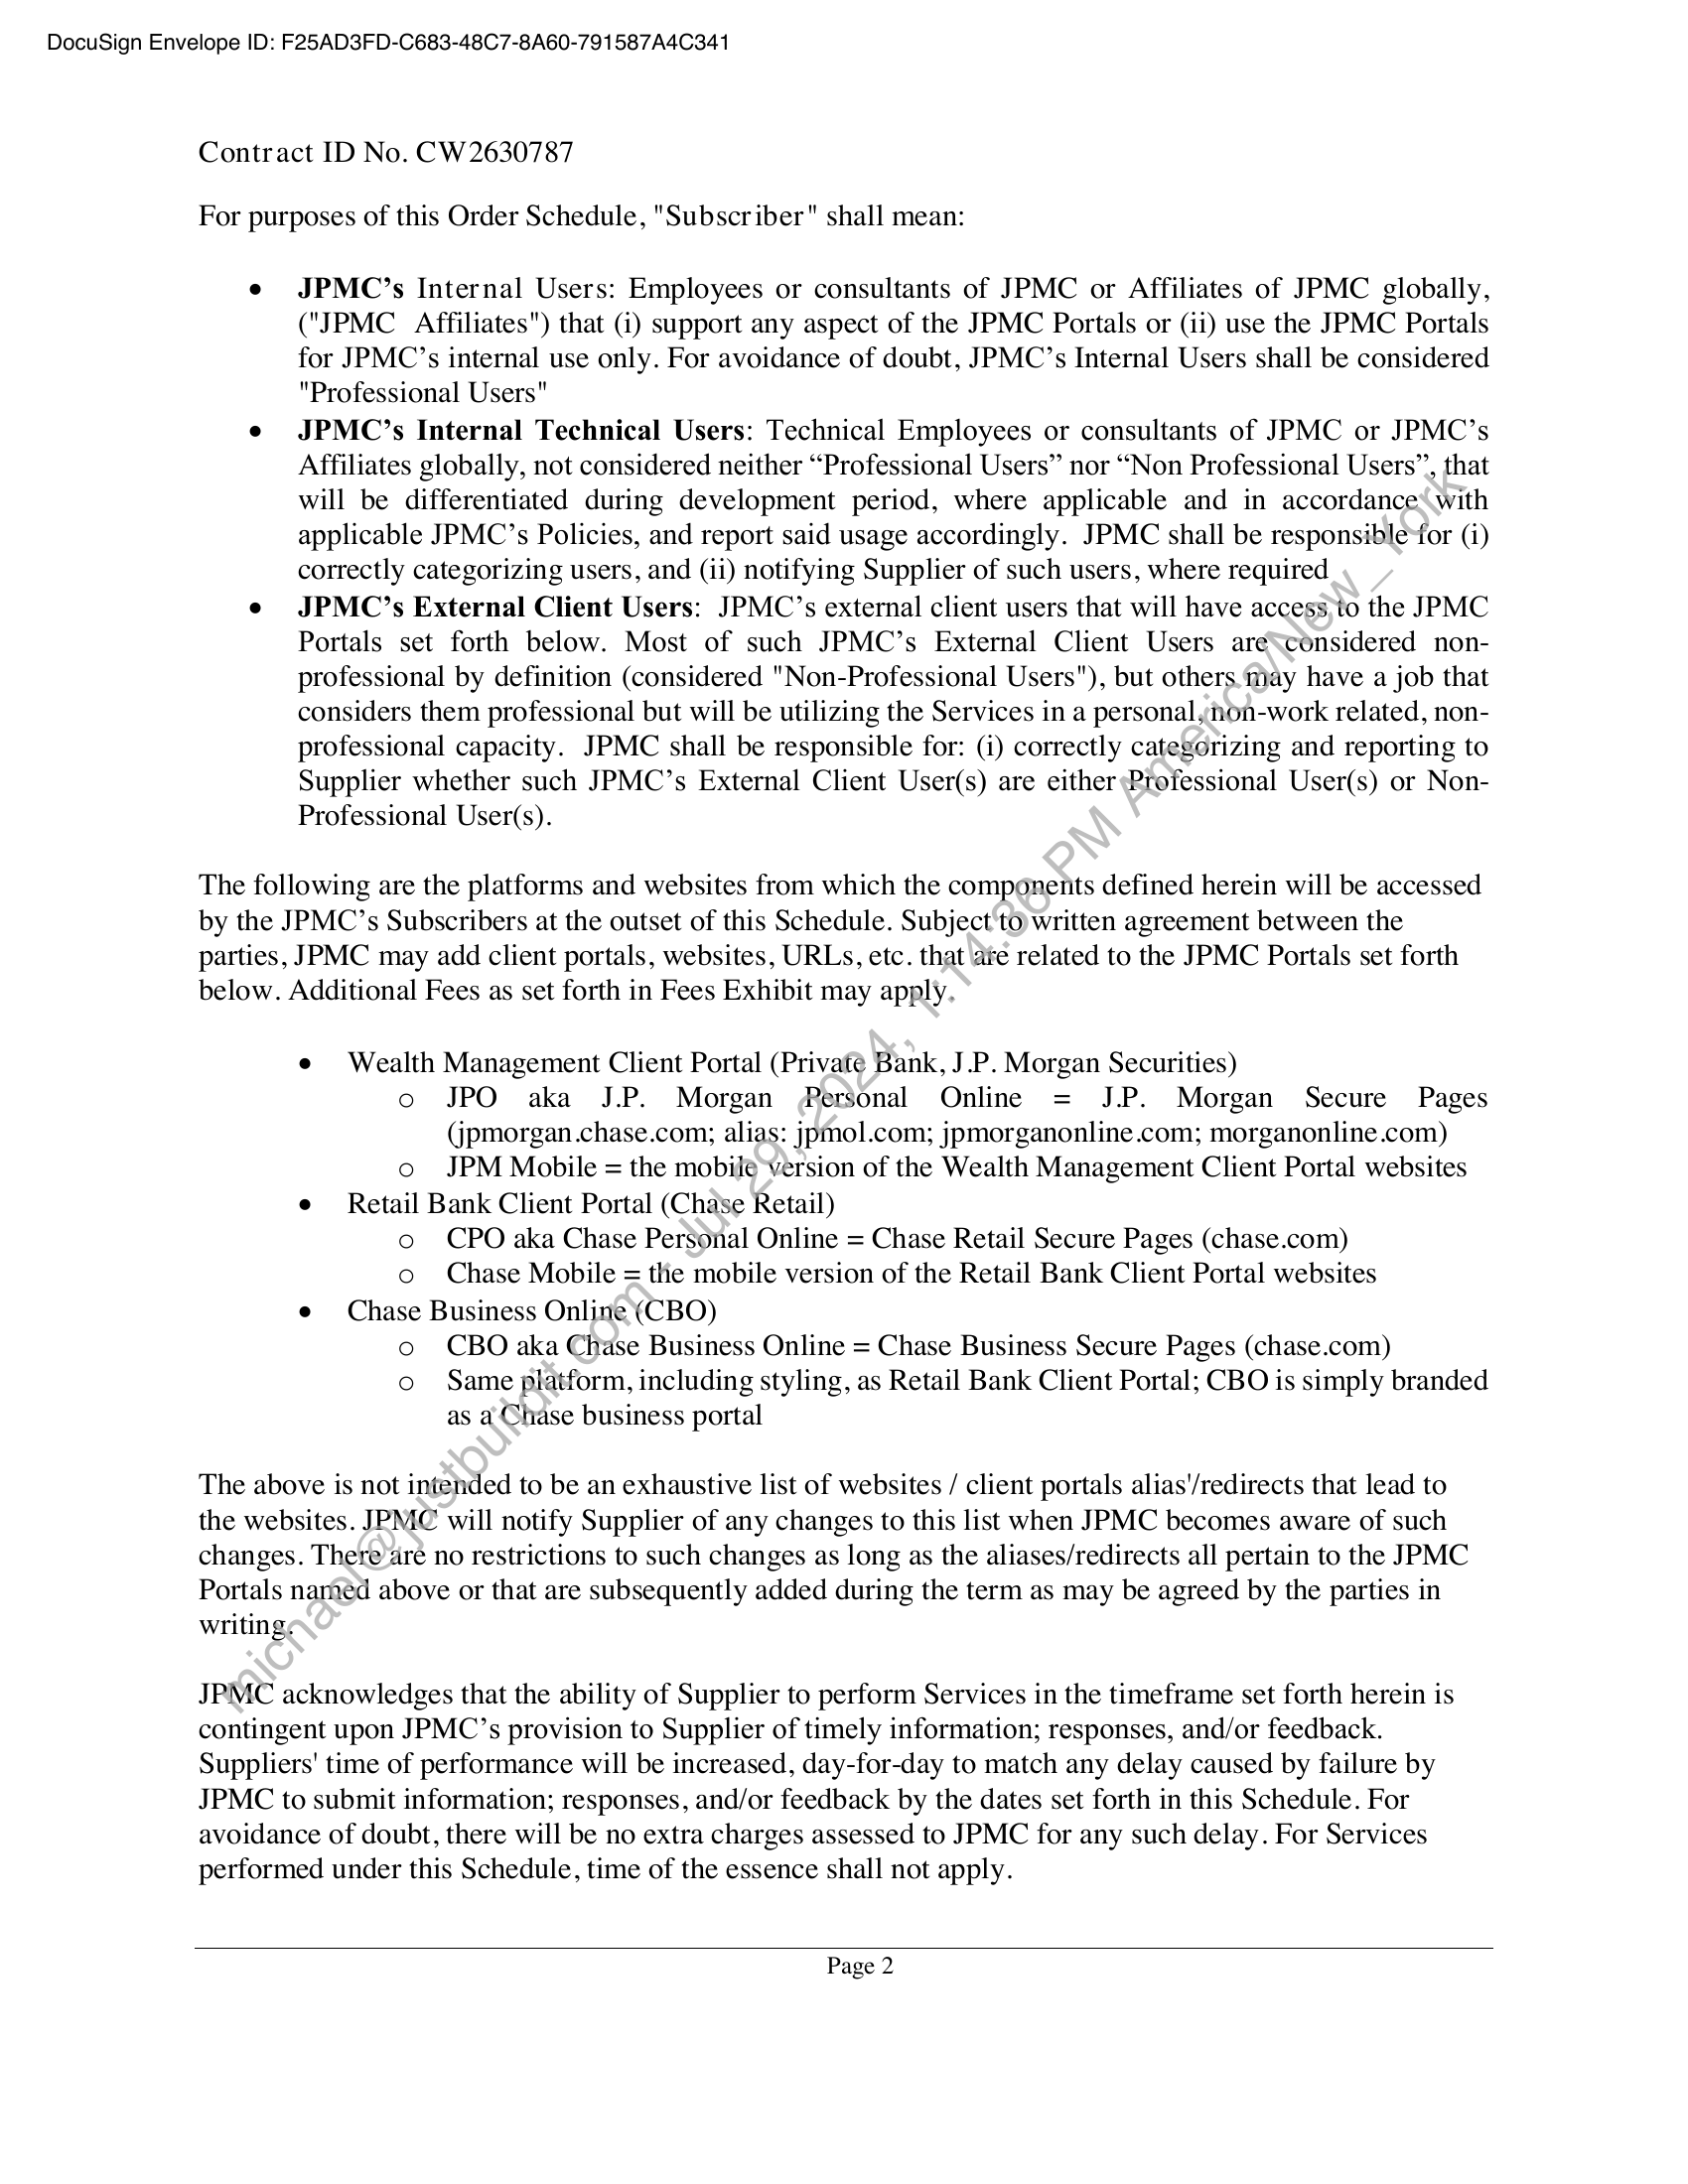 DocuSign Envelope ID: F25AD3FD-C683-48C7-8A60-791587A4C341
Contract ID No. CW2630787
For purposes of this Order Schedule, "Subscriber" shall mean:
• JPMC’s Internal Users: Employees or consultants of JPMC or Affiliates of JPMC globally,
("JPMC Affiliates") that (i) support any aspect of the JPMC Portals or (ii) use the JPMC Portals
for JPMC’s internal use only. For avoidance of doubt, JPMC’s Internal Users shall be considered
"Professional Users"
• JPMC’s Internal Technical Users: Technical Employees or consultants of JPMC or JPMC’s
Affiliates globally, not considered neither “Professional Users” nor “Non Professional Users”, that
will be differentiated during development period, where applicable and in accordance with
applicable JPMC’s Policies, and report said usage accordingly. JPMC shall be responsible for (i)
correctly categorizing users, and (ii) notifying Supplier of such users, where required
• JPMC’s External Client Users: JPMC’s external client users that will have access to the JPMC
Portals set forth below. Most of such JPMC’s External Client Users are considered non-
professional by definition (considered "Non-Professional Users"), but others may have a job that
considers them professional but will be utilizing the Services in a personal, non-work related, non-
professional capacity. JPMC shall be responsible for: (i) correctly categorizing and reporting to
Supplier whether such JPMC’s External Client User(s) are either Professional User(s) or Non-
Professional User(s).
The following are the platforms and websites from which the components defined herein will be accessed
by the JPMC’s Subscribers at the outset of this Schedule. Subject to written agreement between the
parties, JPMC may add client portals, websites, URLs, etc. that are related to the JPMC Portals set forth
below. Additional Fees as set forth in Fees Exhibit may apply.
• Wealth Management Client Portal (Private Bank, J.P. Morgan Securities)
o JPO aka J.P. Morgan Personal Online = J.P. Morgan Secure Pages
(jpmorgan.chase.com; alias: jpmol.com; jpmorganonline.com; morganonline.com)
o JPM Mobile = the mobile version of the Wealth Management Client Portal websites
• Retail Bank Client Portal (Chase Retail)
o CPO aka Chase Personal Online = Chase Retail Secure Pages (chase.com)
o Chase Mobile = the mobile version of the Retail Bank Client Portal websites
• Chase Business Online (CBO)
o CBO aka Chase Business Online = Chase Business Secure Pages (chase.com)
o Same platform, including styling, as Retail Bank Client Portal; CBO is simply branded
as a Chase business portal
The above is not intended to be an exhaustive list of websites / client portals alias'/redirects that lead to
the websites. JPMC will notify Supplier of any changes to this list when JPMC becomes aware of such
changes. There are no restrictions to such changes as long as the aliases/redirects all pertain to the JPMC
Portals named above or that are subsequently added during the term as may be agreed by the parties in
writing.
JPMC acknowledges that the ability of Supplier to perform Services in the timeframe set forth herein is
contingent upon JPMC’s provision to Supplier of timely information; responses, and/or feedback.
Suppliers' time of performance will be increased, day-for-day to match any delay caused by failure by
JPMC to submit information; responses, and/or feedback by the dates set forth in this Schedule. For
avoidance of doubt, there will be no extra charges assessed to JPMC for any such delay. For Services
performed under this Schedule, time of the essence shall not apply.
Page 2
michael@justbuildit.com - Jul 29, 2024, 1:14:36 PM America/New_York